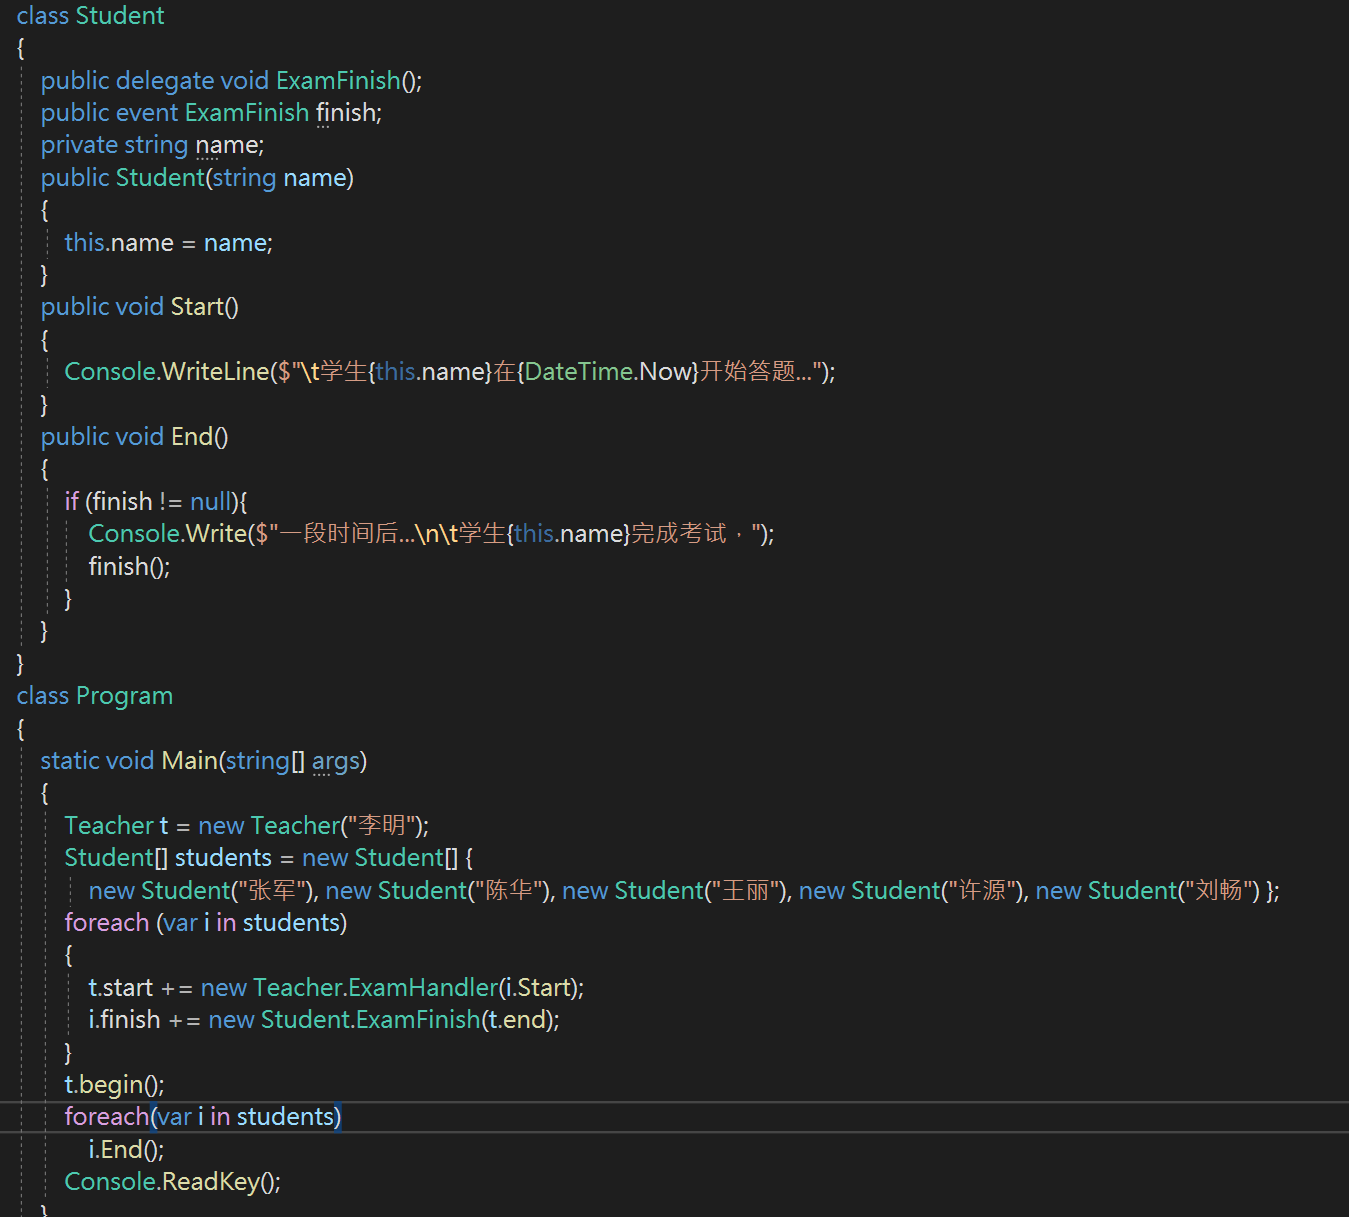 class Student
{
public delegate void ExamFinish();
public event ExamFinish finish;
private string name;
public Student(string name)
{
this.name = name;
}
public void Start()
{
Console.WriteLine($"\t学生{this.name}在{DateTime.Now}开始答题...");
}
public void End()
{
if (finish != null){
Console.Write($"一段时间后...\n\t学生{this.name}完成考试，");
finish();
}
}
}
class Program
{
static void Main(string[] args)
{
Teacher t = new Teacher("李明");
Student[] students = new Student[] {
new Student("张军"), new Student("陈华"), new Student("王丽"), new Student("许源"), new Student("刘畅") };
foreach (var i in students)
{
t.start += new Teacher.ExamHandler(i.Start);
i.finish += new Student.ExamFinish(t.end);
}
t.begin();
foreach(var i in students)
i.End();
Console.ReadKey();
}